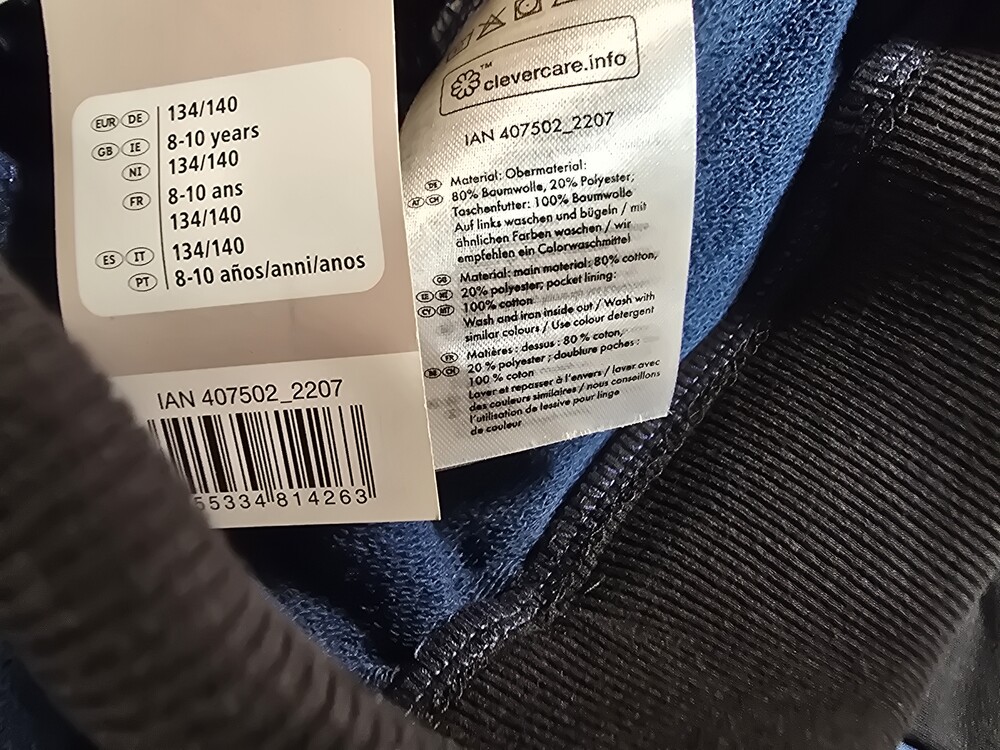 EUR DE 134/140
GB IE 8-10 years
NI 134/140
FR 8-10 ans
134/140
ES IT 134/140
PT 8-10 años/anni/anos
IAN 407502_2207
55334 814263
clevercare.info
™
IAN 407502_2207
DE Material: Obermaterial:
AT CH 80% Baumwolle, 20% Polyester;
Taschenfutter: 100% Baumwolle
Auf links waschen und bügeln / mit
ähnlichen Farben waschen / wir
empfehlen ein Colorwaschmittel
GB Material: main material: 80% cotton,
IE NI 20% polyester; pocket lining:
CY MT 100% cotton
Wash and iron inside out / Wash with
similar colours / Use colour detergent
FR Matières : dessus : 80 % coton,
BE CH 20 % polyester ; doublure poches :
100 % coton
Laver et repasser à l'envers / laver avec
des couleurs similaires / nous conseillons
l'utilisation de lessive pour linge
de couleur